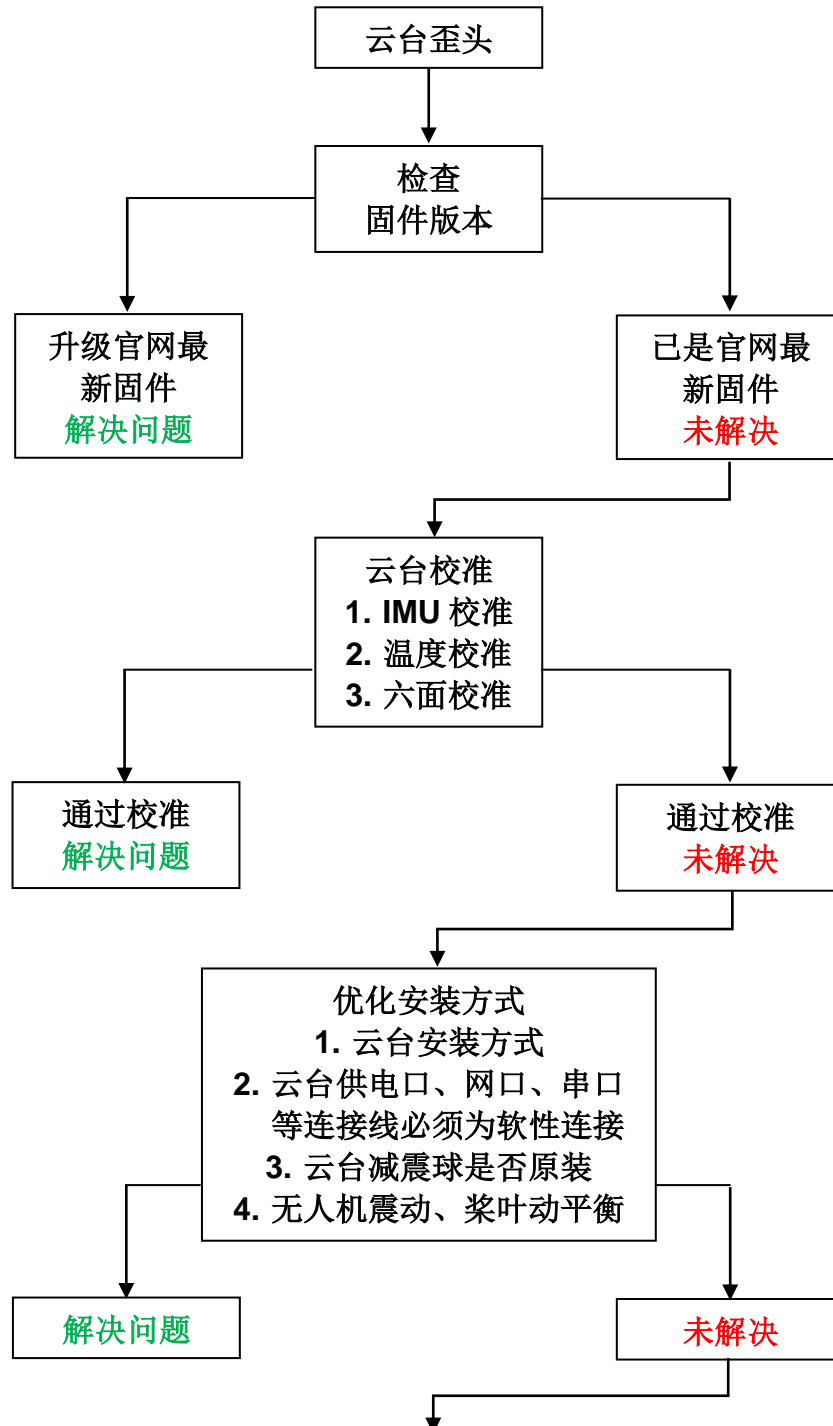 云台歪头
检查
固件版本
升级官网最
新固件
解决问题
已是官网最
新固件
未解决
云台校准
1. IMU 校准
2. 温度校准
3. 六面校准
通过校准
解决问题
通过校准
未解决
优化安装方式
1. 云台安装方式
2. 云台供电口、网口、串口
等连接线必须为软性连接
3. 云台减震球是否原装
4. 无人机震动、桨叶动平衡
解决问题
未解决